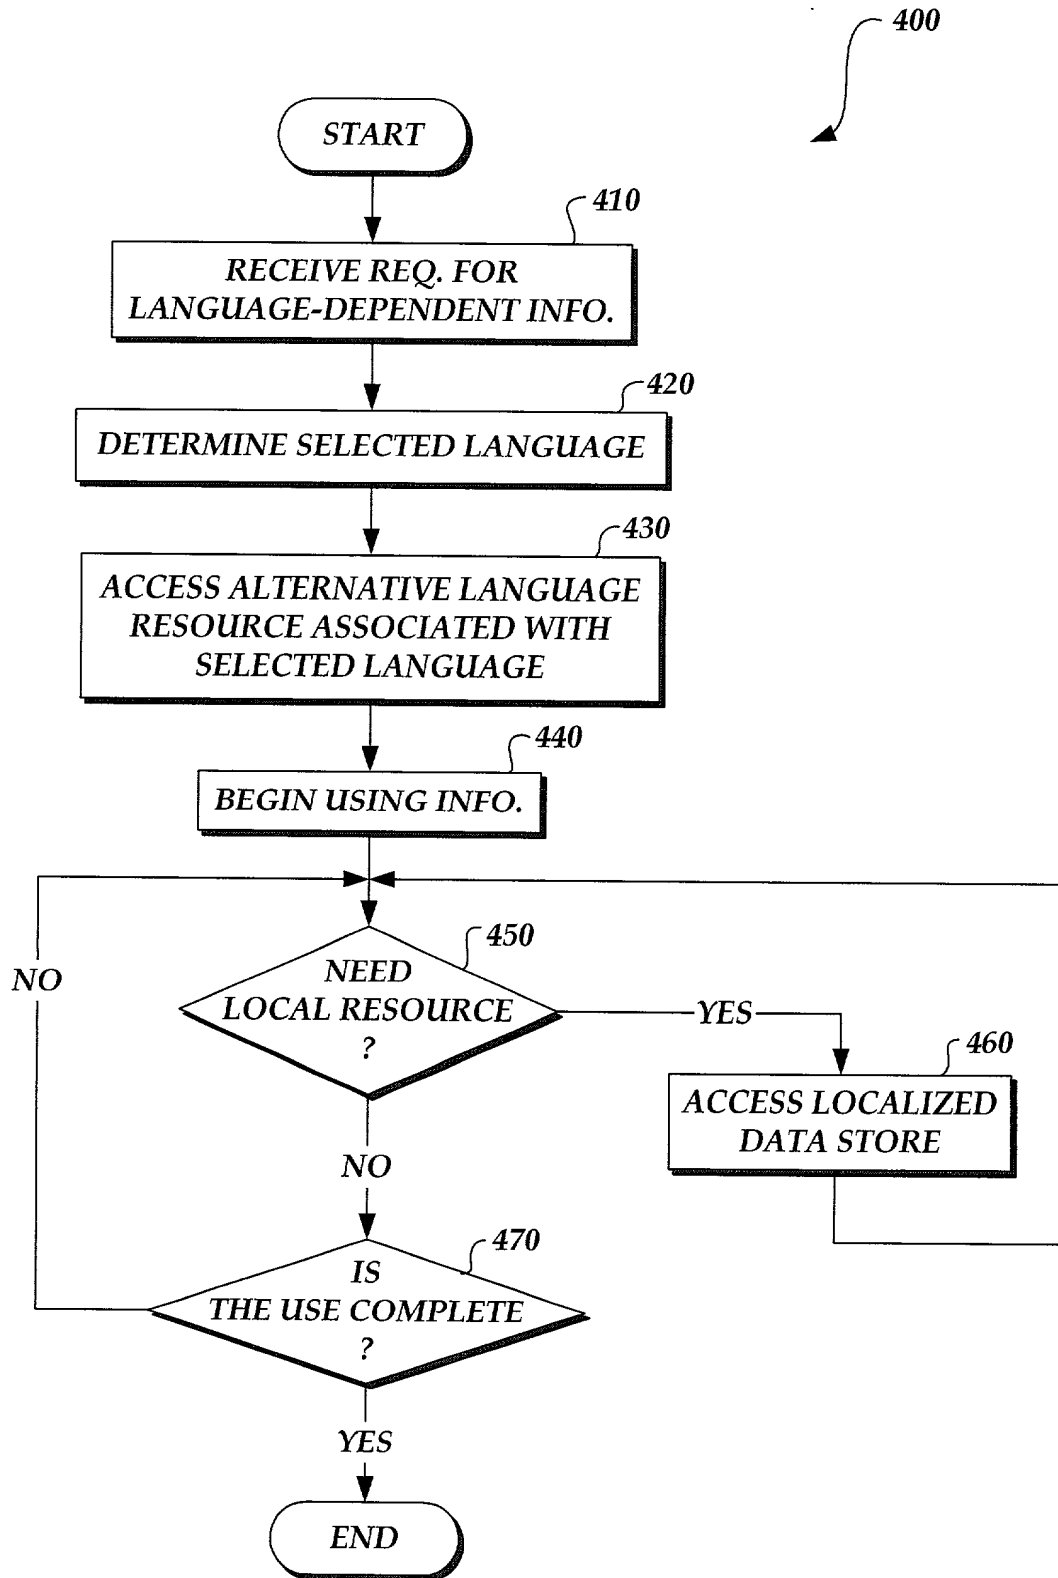 400
START
410
RECEIVE REQ. FOR
LANGUAGE-DEPENDENT INFO.
420
DETERMINE SELECTED LANGUAGE
430
ACCESS ALTERNATIVE LANGUAGE
RESOURCE ASSOCIATED WITH
SELECTED LANGUAGE
440
BEGIN USING INFO.
450
NEED
LOCAL RESOURCE
?
NO
YES
460
ACCESS LOCALIZED
DATA STORE
NO
470
IS
THE USE COMPLETE
?
YES
END